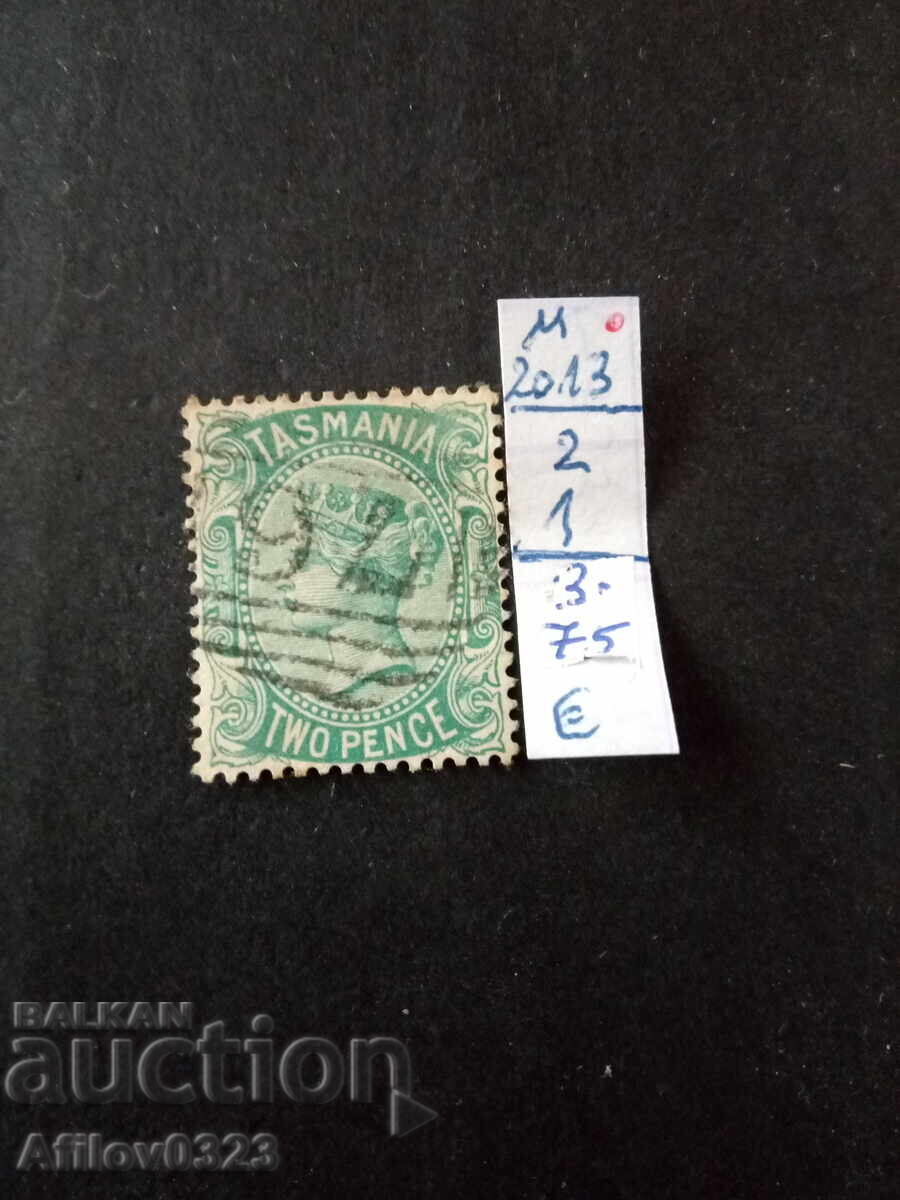 TASMANIA
TWO PENCE
M
2013
2
1
3.
75
€
BALKAN
auction
Afilov0323